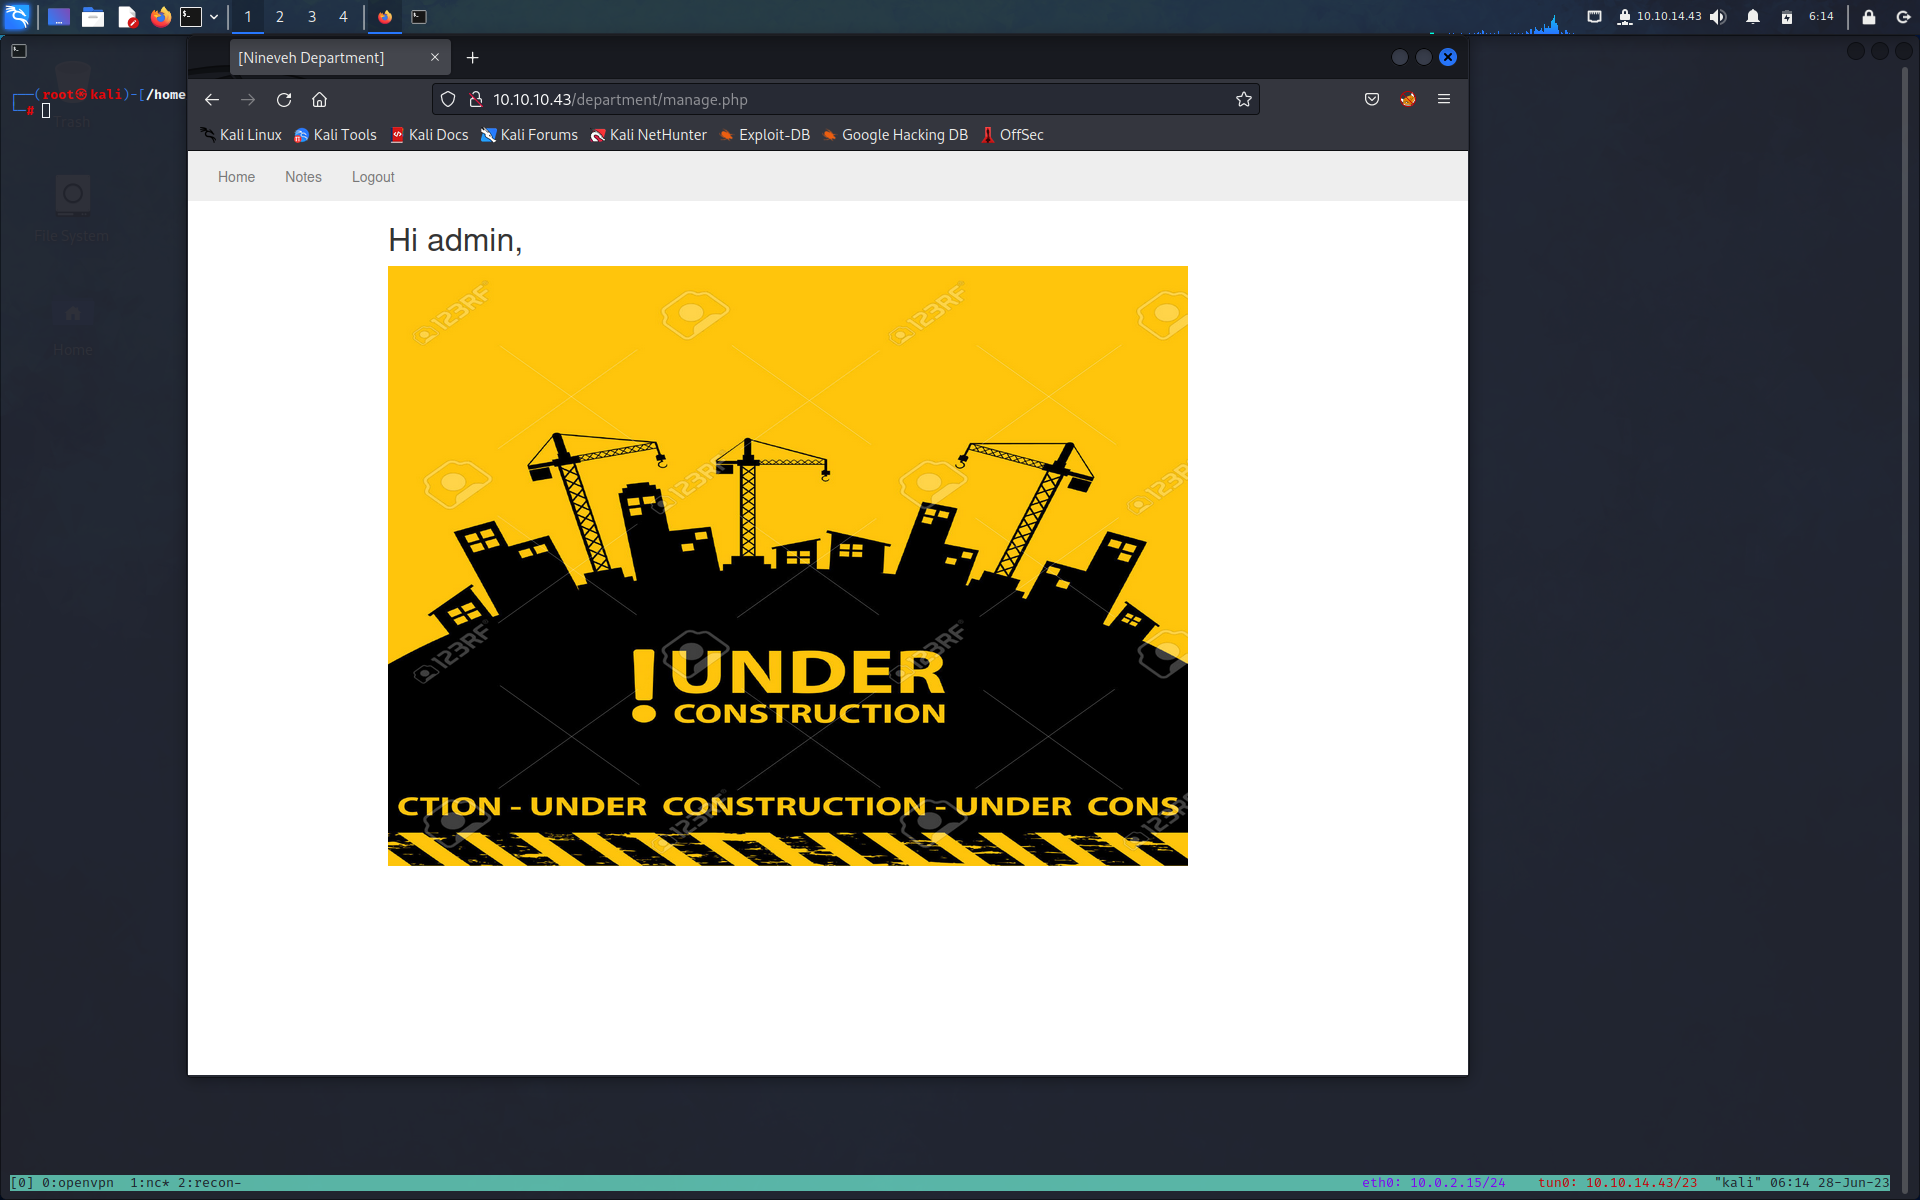 1 2 3 4 10.10.14.43 6:14
[Nineveh Department]
(root㉿kali)-[/home
#
10.10.10.43/department/manage.php
Kali Linux Kali Tools Kali Docs Kali Forums Kali NetHunter Exploit-DB Google Hacking DB OffSec
Trash
Home Notes Logout
File System
Hi admin,
Home
123RF 123RF
123RF 123RF
123RF 123RF
! UNDER
CONSTRUCTION
CTION - UNDER CONSTRUCTION - UNDER CONS
123RF 123RF
[0] 0:openvpn 1:nc* 2:recon- eth0: 10.0.2.15/24 tun0: 10.10.14.43/23 "kali" 06:14 28-Jun-23